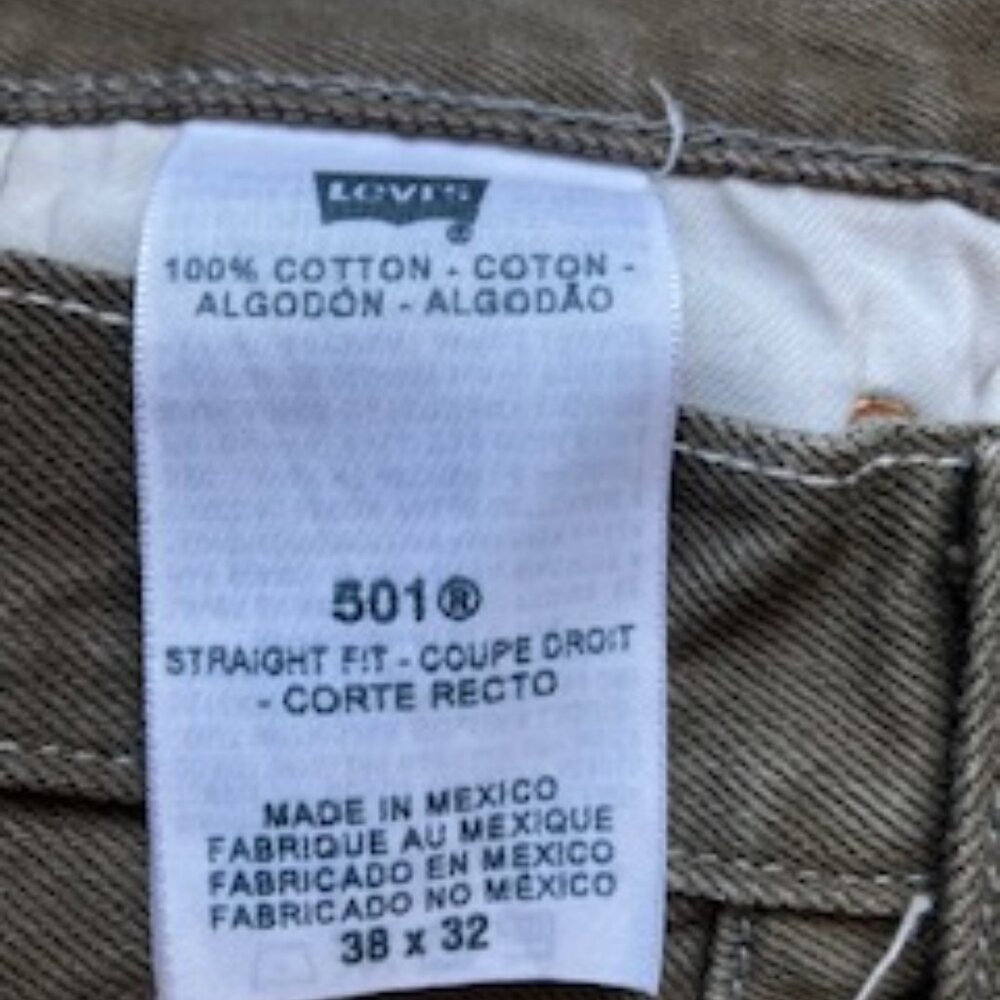 Levi's
®
100% COTTON - COTON -
ALGODÓN - ALGODÃO
501®
STRAIGHT FIT - COUPE DROIT
- CORTE RECTO
MADE IN MEXICO
FABRIQUE AU MEXIQUE
FABRICADO EN MEXICO
FABRICADO NO MÉXICO
38 x 32